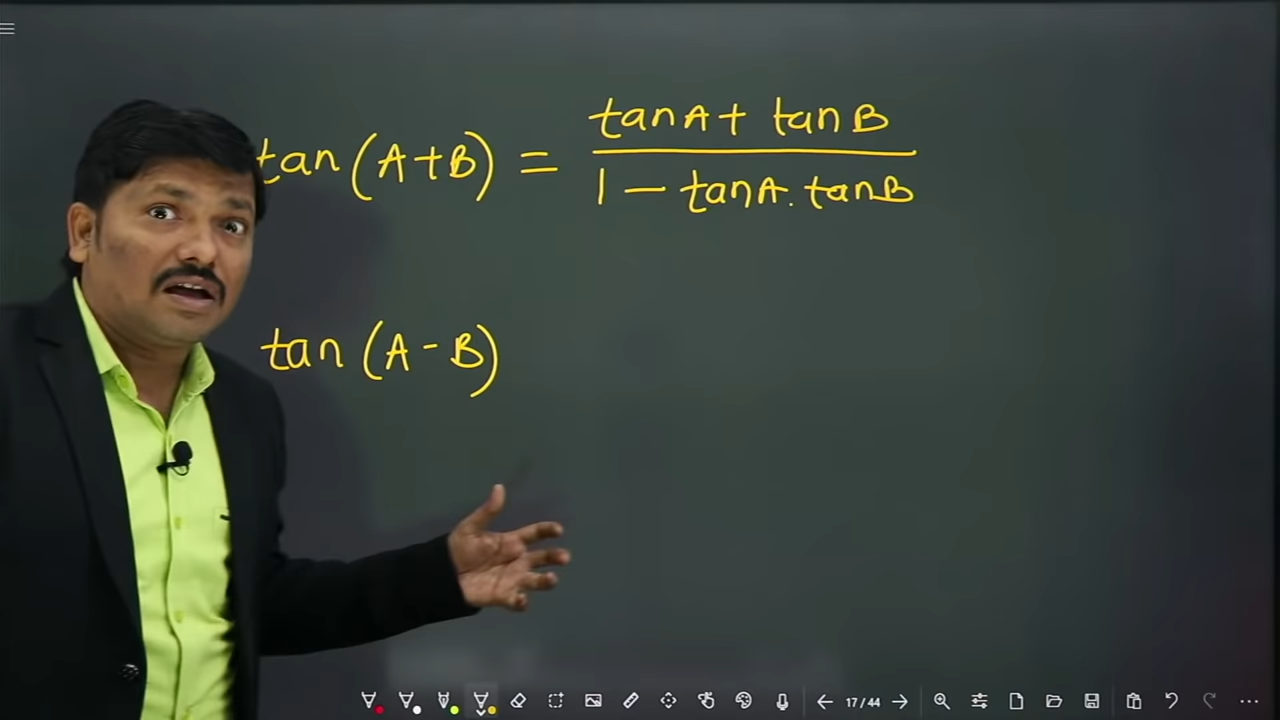 tan (A+B) = tanA + tanB
1 - tanA. tanB
tan (A - B)
17 / 44